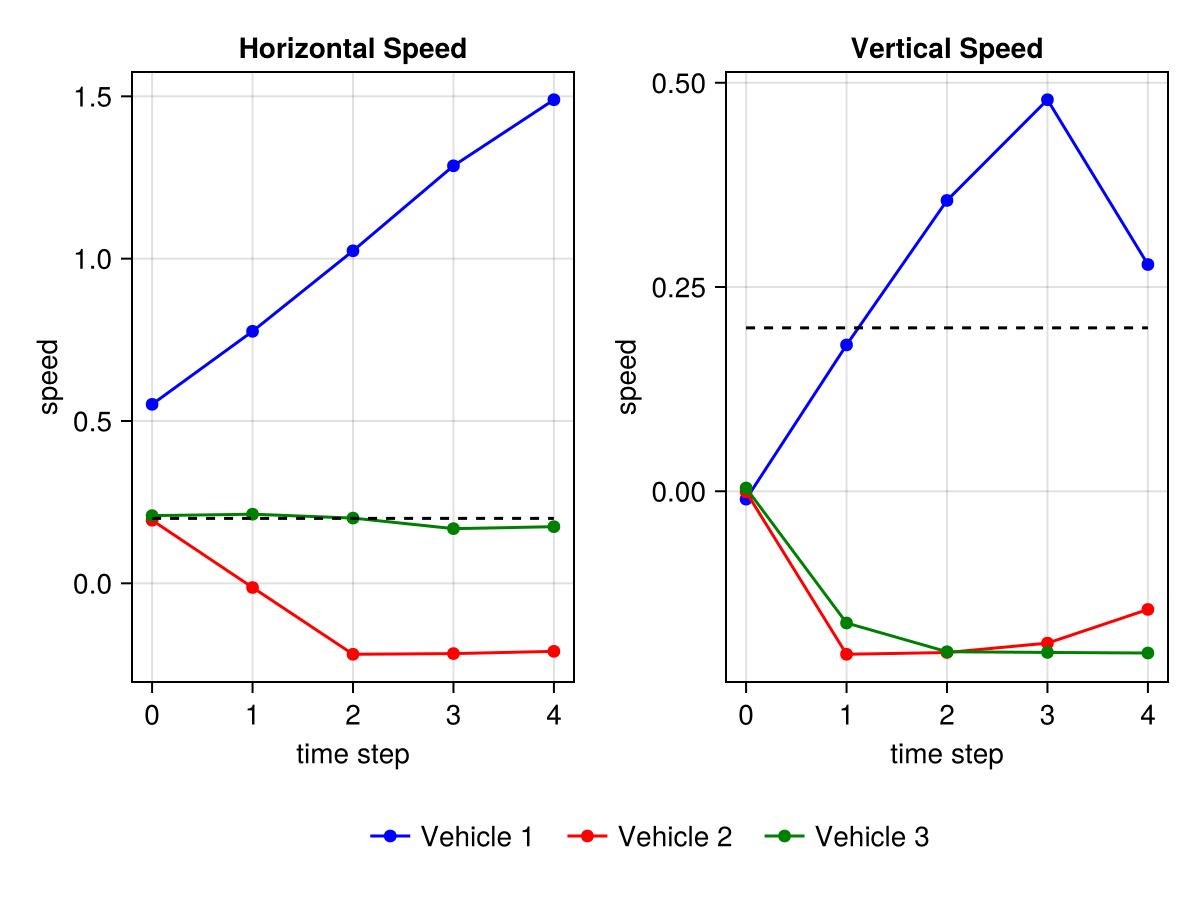 Horizontal Speed
1.5
1.0
0.5
0.0
speed
0 1 2 3 4
time step
Vertical Speed
0.50
0.25
0.00
speed
0 1 2 3 4
time step
Vehicle 1 Vehicle 2 Vehicle 3